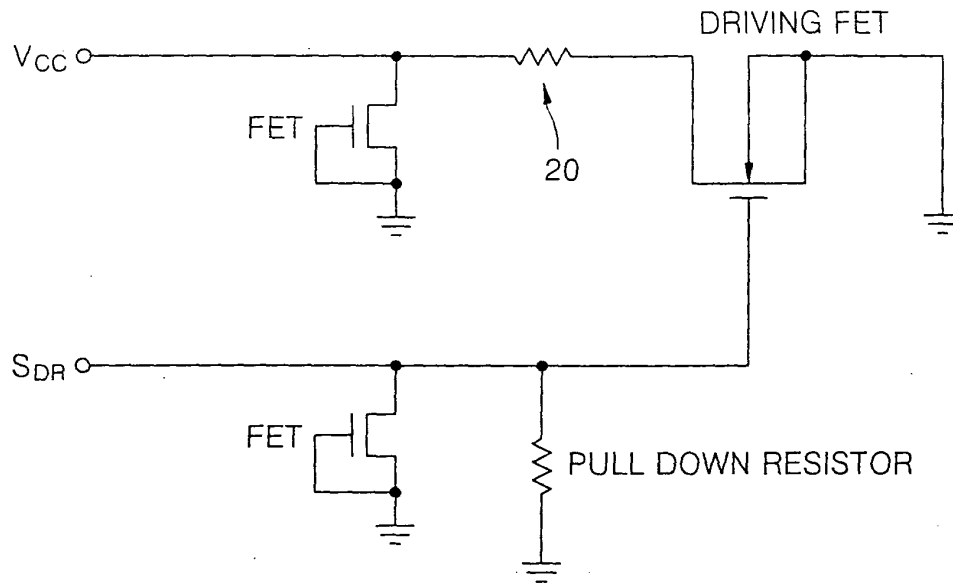 DRIVING FET
VCC
FET
20
SDR
FET
PULL DOWN RESISTOR